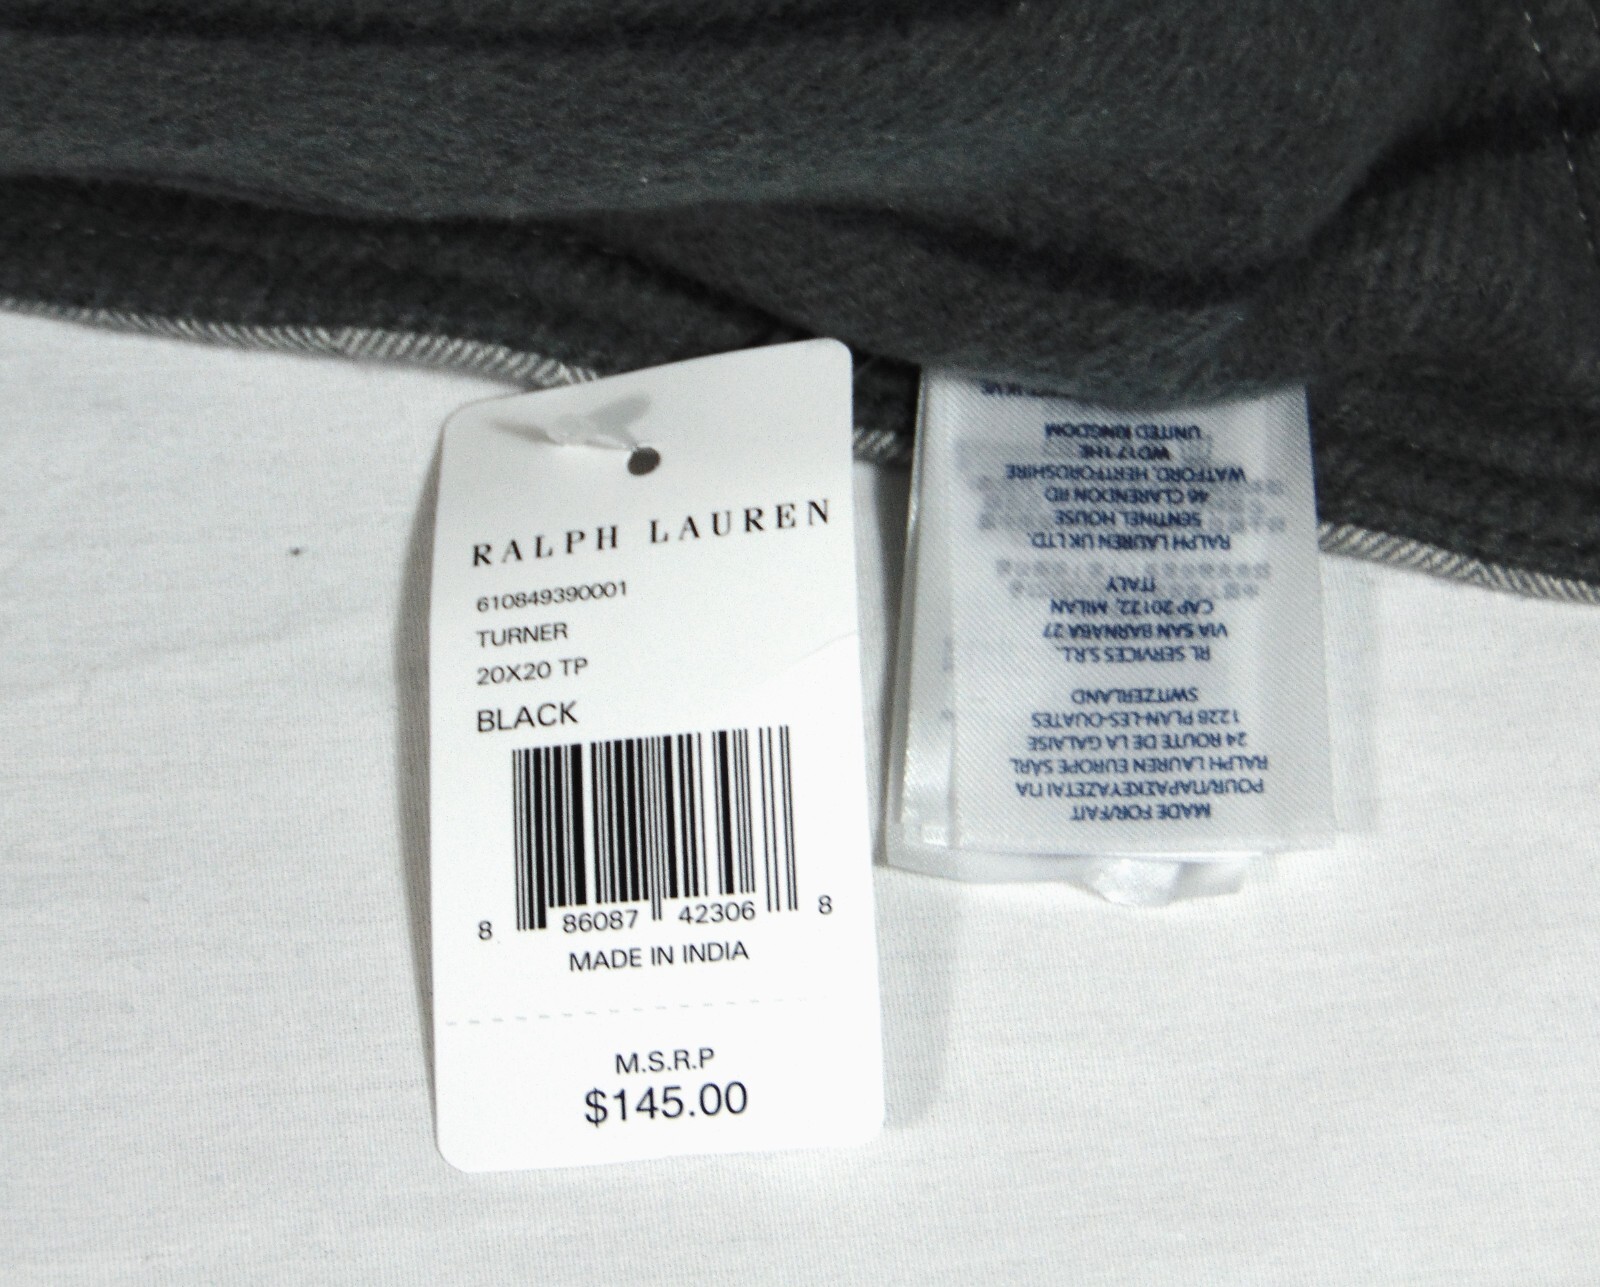 RALPH LAUREN
610849390001
TURNER
20X20 TP
BLACK
8 86087 42306 8
MADE IN INDIA
M.S.R.P
$145.00
MADE FOR/FAIT
POUR/ΠΑΡΑΣΚΕΥΑΖΕΤΑΙ ΓΙΑ
RALPH LAUREN EUROPE SARL
24 ROUTE DE LA GALAISE
1228 PLAN-LES-OUATES
SWITZERLAND
RL SERVICES S.R.L.
VIA SAN BARNABA 27
CAP 20122, MILAN
ITALY
RALPH LAUREN UK LTD.
SENTINEL HOUSE
46 CLARENDON RD
WATFORD, HERTFORDSHIRE
WD17 1HE
UNITED KINGDOM